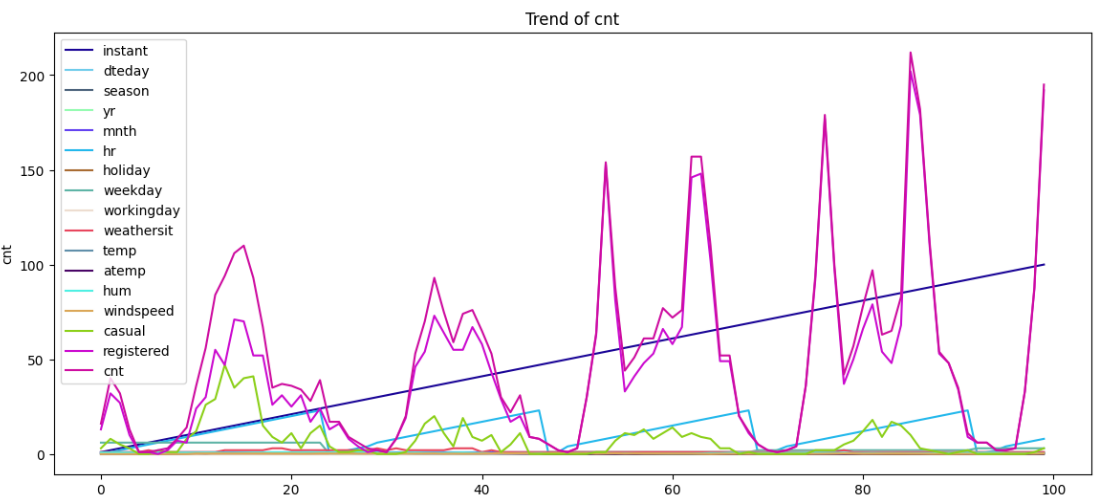 Trend of cnt
instant
dteday
season
yr
mnth
hr
holiday
weekday
workingday
weathersit
temp
atemp
hum
windspeed
casual
registered
cnt
cnt
200
150
100
50
0
0 20 40 60 80 100